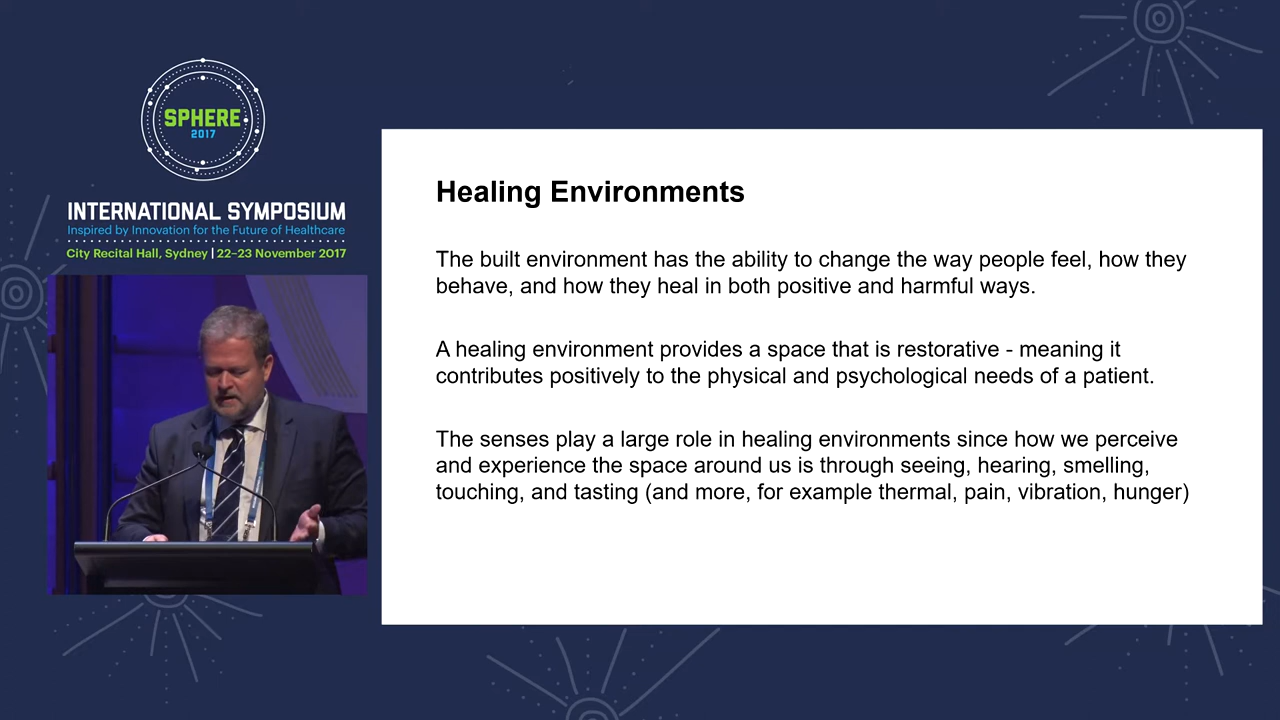 SPHERE
2017
INTERNATIONAL SYMPOSIUM
Inspired by Innovation for the Future of Healthcare
City Recital Hall, Sydney | 22–23 November 2017
Healing Environments
The built environment has the ability to change the way people feel, how they
behave, and how they heal in both positive and harmful ways.
A healing environment provides a space that is restorative - meaning it
contributes positively to the physical and psychological needs of a patient.
The senses play a large role in healing environments since how we perceive
and experience the space around us is through seeing, hearing, smelling,
touching, and tasting (and more, for example thermal, pain, vibration, hunger)